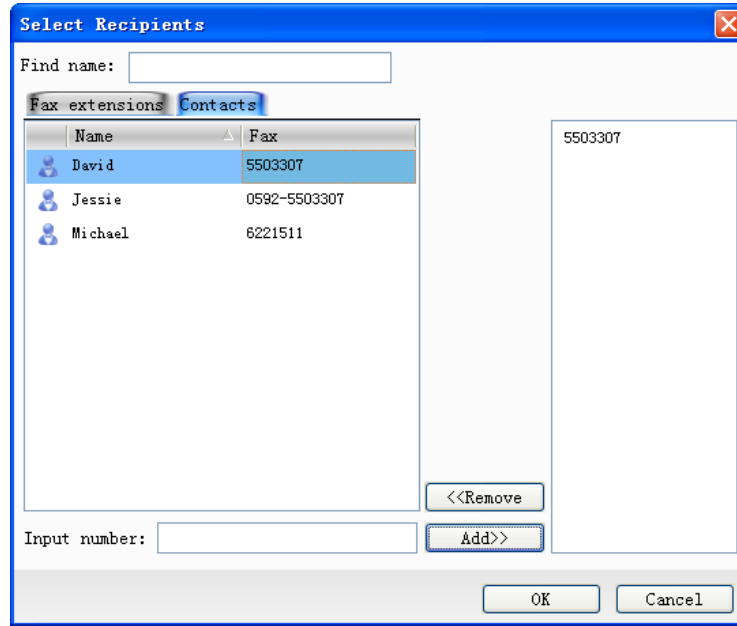 Select Recipients
Find name:
Fax extensions Contacts
Name Fax
David 5503307
Jessie 0592-5503307
Michael 6221511
5503307
<<Remove
Input number: Add>>
OK Cancel